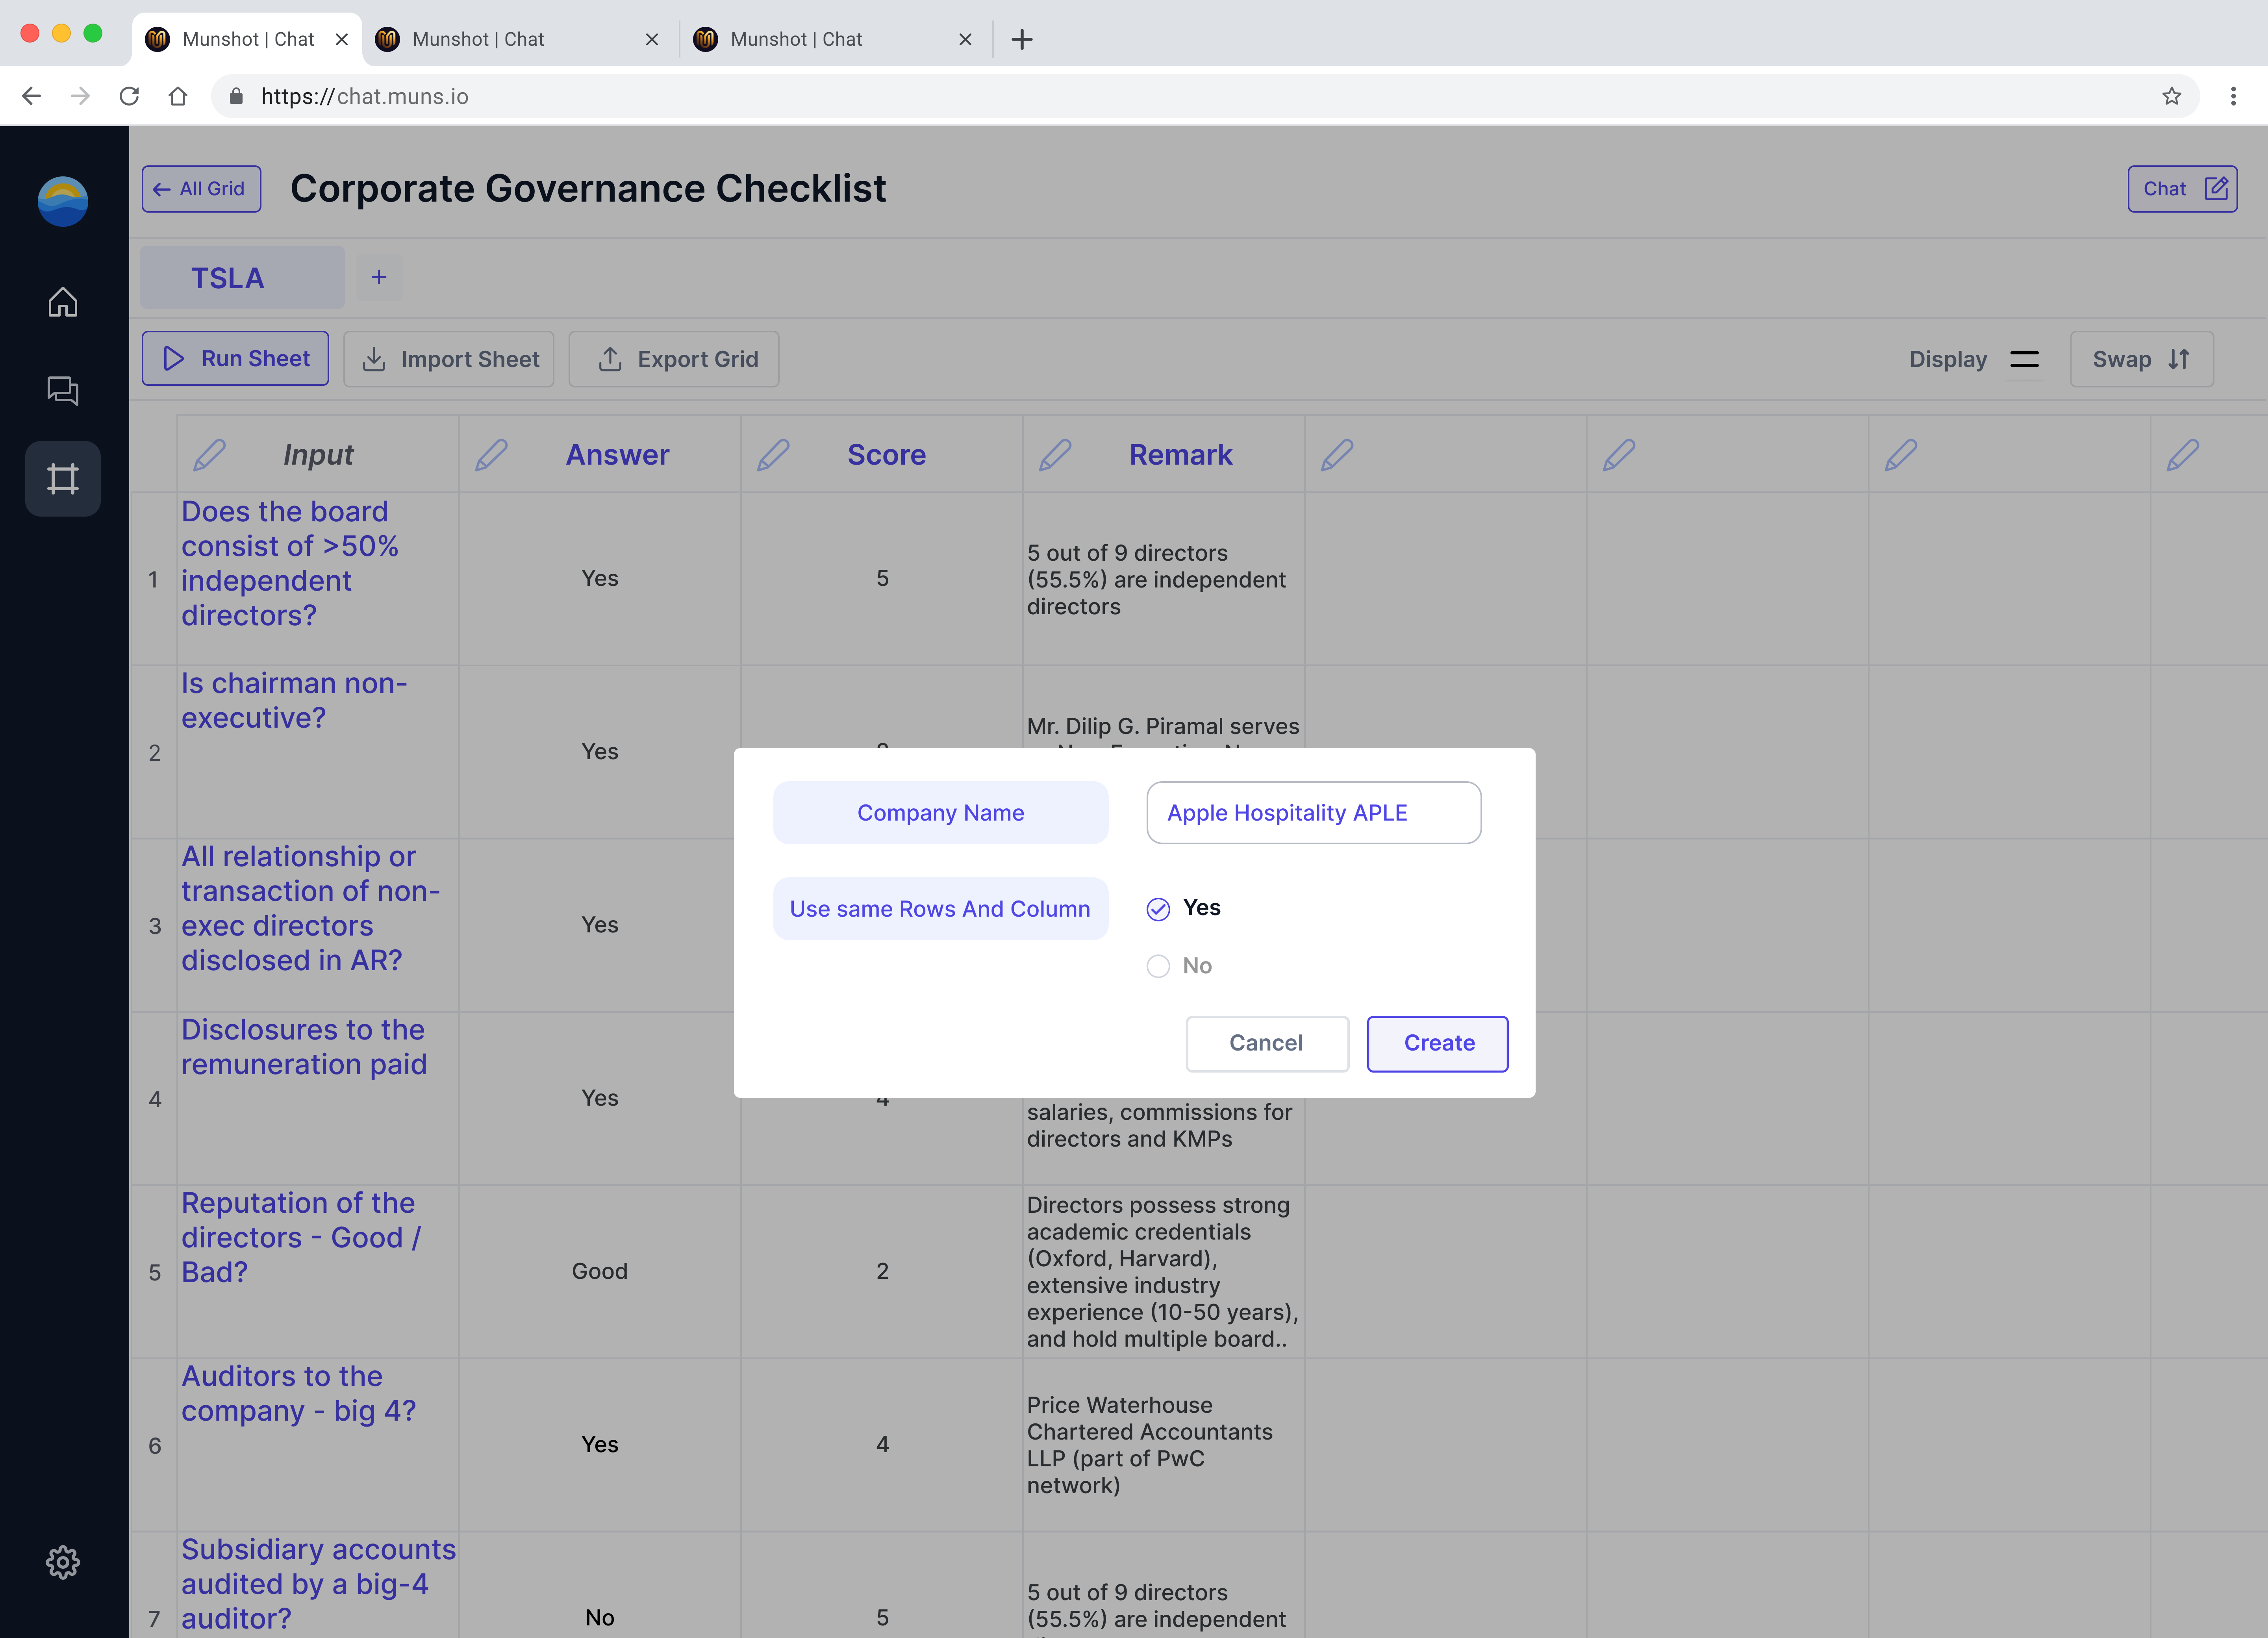 Munshot | Chat
Munshot | Chat
Munshot | Chat
https://chat.muns.io
All Grid
Corporate Governance Checklist
Chat
TSLA
Run Sheet
Import Sheet
Export Grid
Display
Swap
Input
Answer
Score
Remark
1
Does the board
consist of >50%
independent
directors?
Yes
5
5 out of 9 directors
(55.5%) are independent
directors
2
Is chairman non-
executive?
Yes
Mr. Dilip G. Piramal serves
3
All relationship or
transaction of non-
exec directors
disclosed in AR?
Yes
Company Name
Apple Hospitality APLE
Use same Rows And Column
Yes
No
Cancel
Create
4
Disclosures to the
remuneration paid
Yes
4
salaries, commissions for
directors and KMPs
5
Reputation of the
directors - Good /
Bad?
Good
2
Directors possess strong
academic credentials
(Oxford, Harvard),
extensive industry
experience (10-50 years),
and hold multiple board..
6
Auditors to the
company - big 4?
Yes
4
Price Waterhouse
Chartered Accountants
LLP (part of PwC
network)
7
Subsidiary accounts
audited by a big-4
auditor?
No
5
5 out of 9 directors
(55.5%) are independent